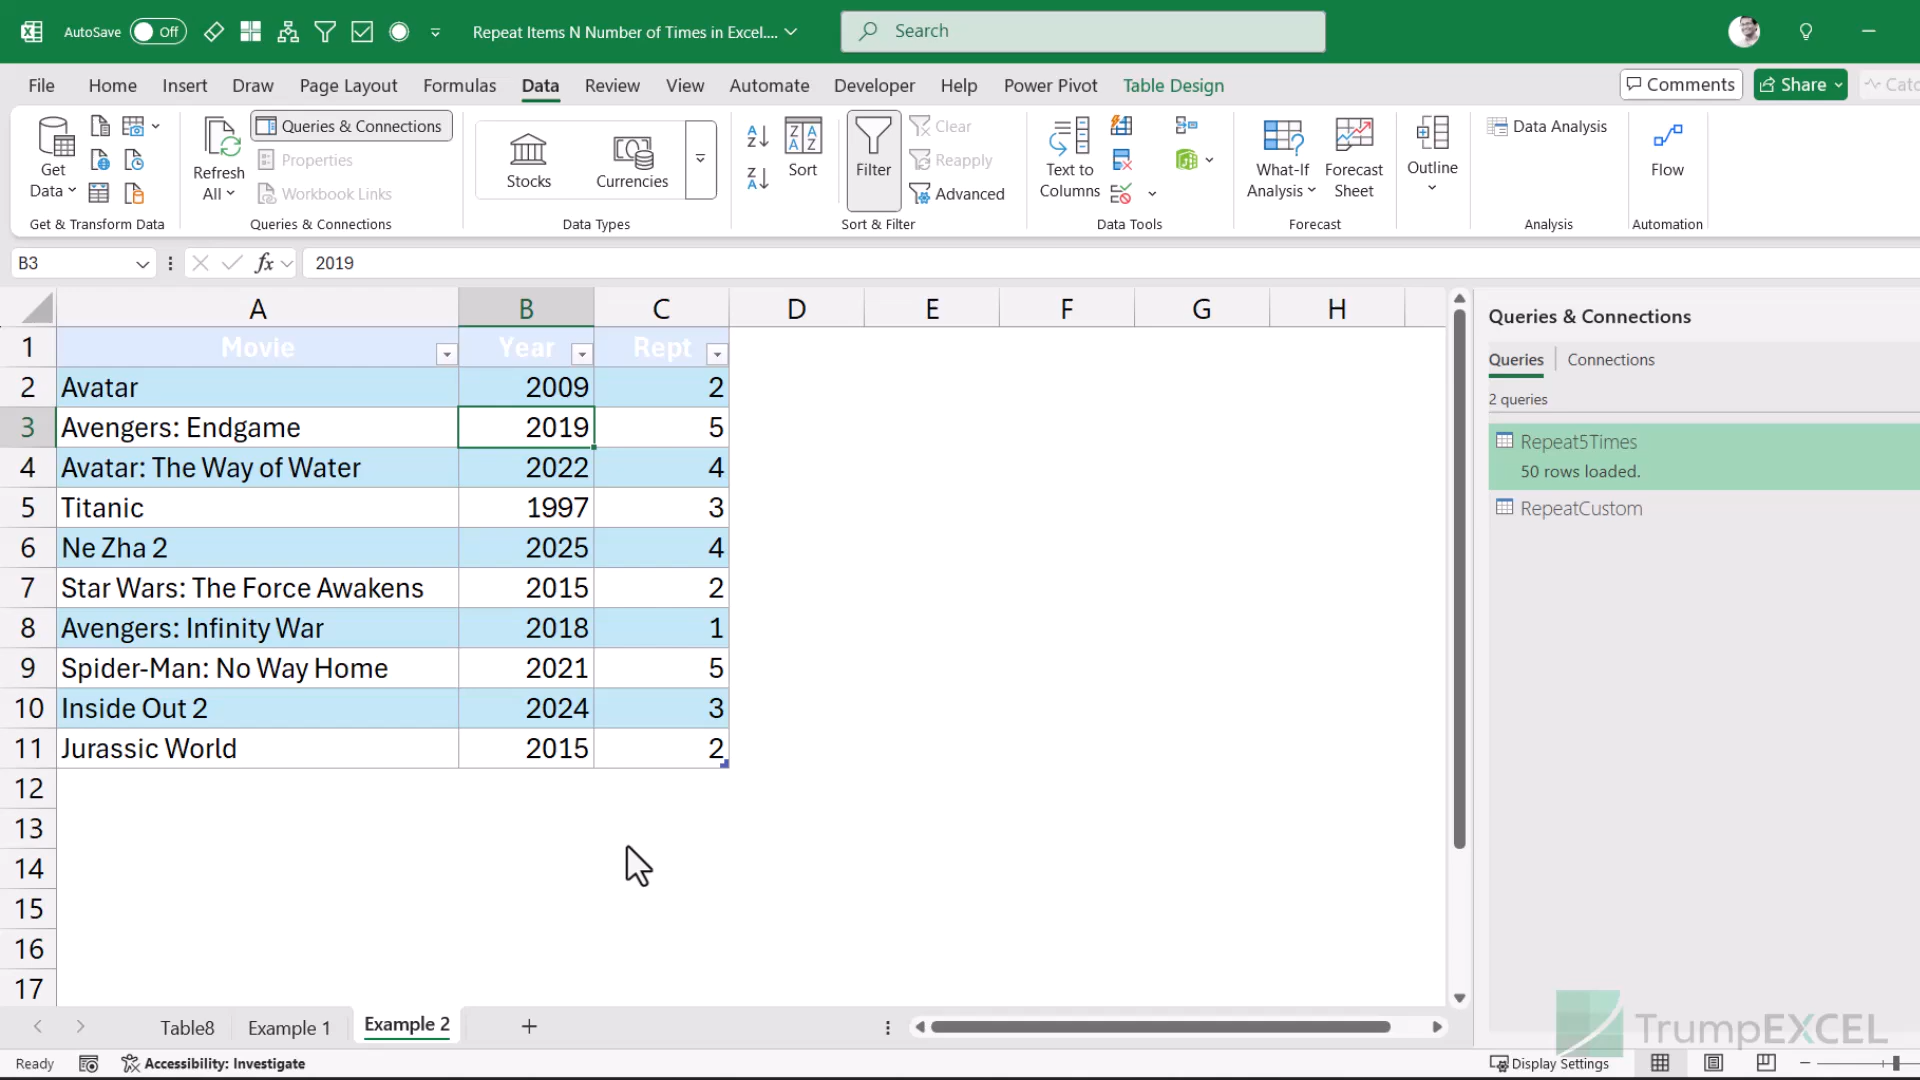 AutoSave Off Repeat Items N Number of Times in Excel.... Search
File Home Insert Draw Page Layout Formulas Data Review View Automate Developer Help Power Pivot Table Design Comments Share
Get Data
Refresh All
Queries & Connections
Properties
Workbook Links
Stocks
Currencies
Sort
Filter
Clear
Reapply
Advanced
Text to Columns
What-If Analysis
Forecast Sheet
Outline
Data Analysis
Flow
Get & Transform Data Queries & Connections Data Types Sort & Filter Data Tools Forecast Analysis Automation
B3 fx 2019
A B C D E F G H
1 Movie Year Rept
2 Avatar 2009 2
3 Avengers: Endgame 2019 5
4 Avatar: The Way of Water 2022 4
5 Titanic 1997 3
6 Ne Zha 2 2025 4
7 Star Wars: The Force Awakens 2015 2
8 Avengers: Infinity War 2018 1
9 Spider-Man: No Way Home 2021 5
10 Inside Out 2 2024 3
11 Jurassic World 2015 2
12
13
14
15
16
17
Queries & Connections
Queries Connections
2 queries
Repeat5Times
50 rows loaded.
RepeatCustom
TrumpEXCEL
Table8 Example 1 Example 2
Ready Accessibility: Investigate Display Settings